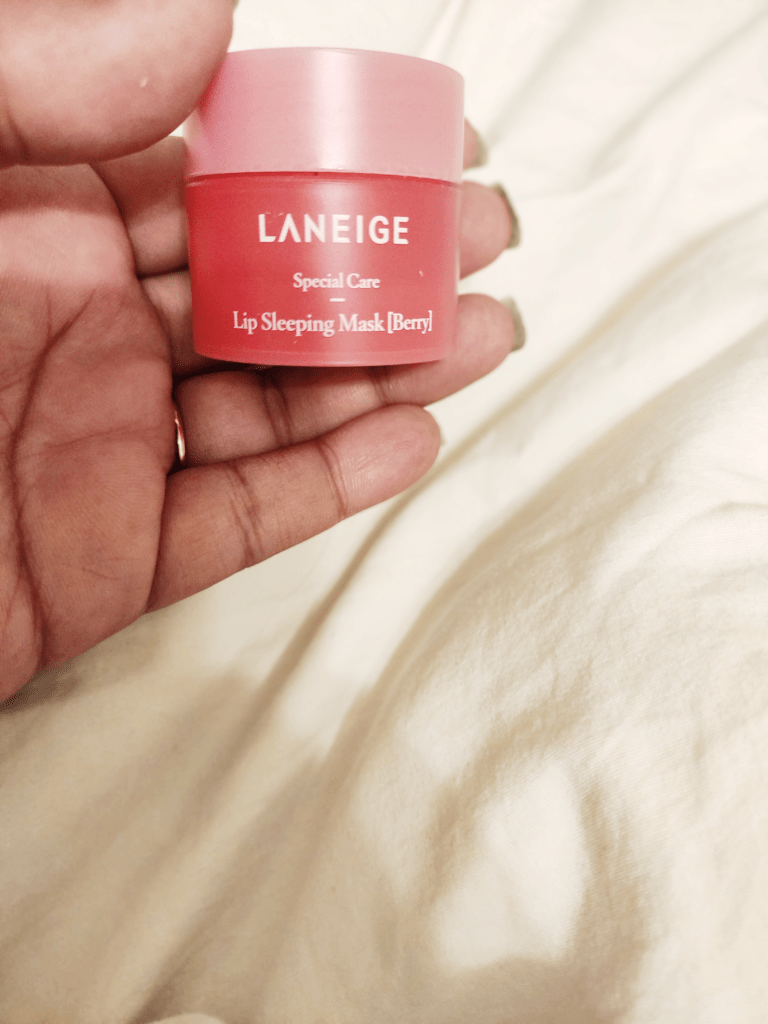 LANEIGE
Special Care
Lip Sleeping Mask [Berry]